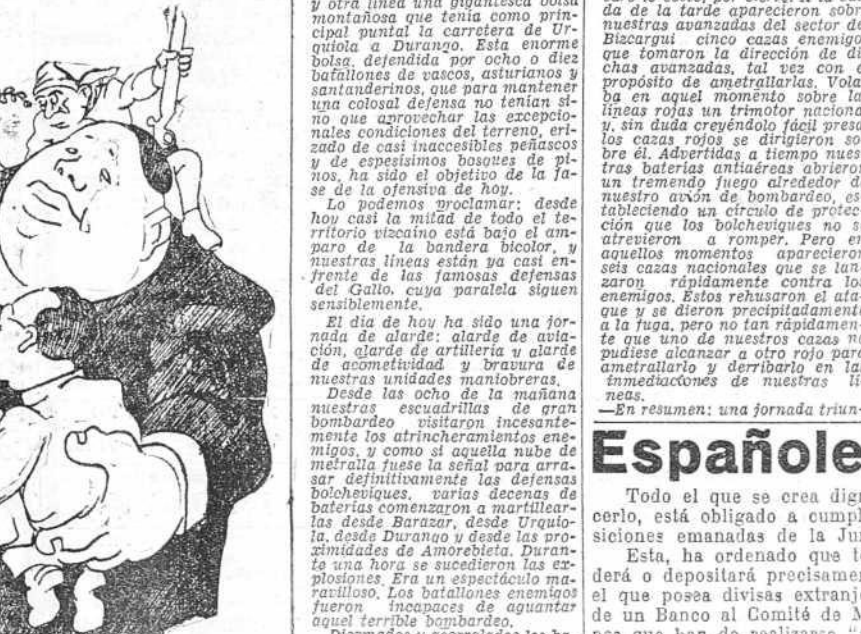 y otra línea una gigantesca bolsa
montañosa que tenía como prin-
cipal puntal la carretera de Ur-
quiola a Durango. Esta enorme
bolsa, defendida por ocho o diez
batallones de vascos, asturianos y
santanderinos, que para mantener
una colosal defensa no tenían si-
no que aprovechar las excepcio-
nales condiciones del terreno, eri-
zado de casi inaccesibles peñascos
y de espesísimos bosques de pi-
nos, ha sido el objetivo de la fa-
se de la ofensiva de hoy.
Lo podemos proclamar: desde
hoy casi la mitad de todo el te-
rritorio vizcaíno está bajo el am-
paro de la bandera bicolor, y
nuestras líneas están ya casi en-
frente de las famosas defensas
del Gallo, cuya paralela siguen
sensiblemente.
El día de hoy ha sido una jor-
nada de alarde: alarde de avia-
ción, alarde de artillería y alarde
de acometividad y bravura de
nuestras unidades maniobreras.
Desde las ocho de la mañana
nuestras escuadrillas de gran
bombardeo visitaron incesante-
mente los atrincheramientos ene-
migos, y como si aquella nube de
metralla fuese la señal para arra-
sar definitivamente las defensas
bolcheviques, varias decenas de
baterías comenzaron a martillear-
las desde Barazar, desde Urquio-
la, desde Durango y desde las pro-
ximidades de Amorebieta. Duran-
te una hora se sucedieron las ex-
plosiones. Era un espectáculo ma-
ravilloso. Los batallones enemigos
fueron incapaces de aguantar
aquel terrible bombardeo.
da de la tarde aparecieron sobre
nuestras avanzadas del sector de
Bizcargui cinco cazas enemigo
que tomaron la dirección de di
chas avanzadas, tal vez con e
propósito de ametrallarlas. Vola
ba en aquel momento sobre la
líneas rojas un trimotor naciona
y, sin duda creyéndolo fácil presa
los cazas rojos se dirigieron so
bre él. Advertidas a tiempo nues
tras baterías antiaéreas abrieron
un tremendo fuego alrededor d
nuestro avión de bombardeo, es
tableciendo un círculo de protec
ción que los bolcheviques no s
atrevieron a romper. Pero en
aquellos momentos aparecieron
seis cazas nacionales que se lan
zaron rápidamente contra los
enemigos. Estos rehusaron el ata
que y se dieron precipitadamente
a la fuga, pero no tan rápidamen
te que uno de nuestros cazas no
pudiese alcanzar a otro rojo para
ametrallarlo y derribarlo en las
inmediaciones de nuestras lí
neas.
—En resumen: una jornada triun-
Españole
Todo el que se crea dign
cerlo, está obligado a cumpl
siciones emanadas de la Jun
Esta, ha ordenado que to
derá o depositará precisamen
el que posea divisas extranje
de un Banco al Comité de M